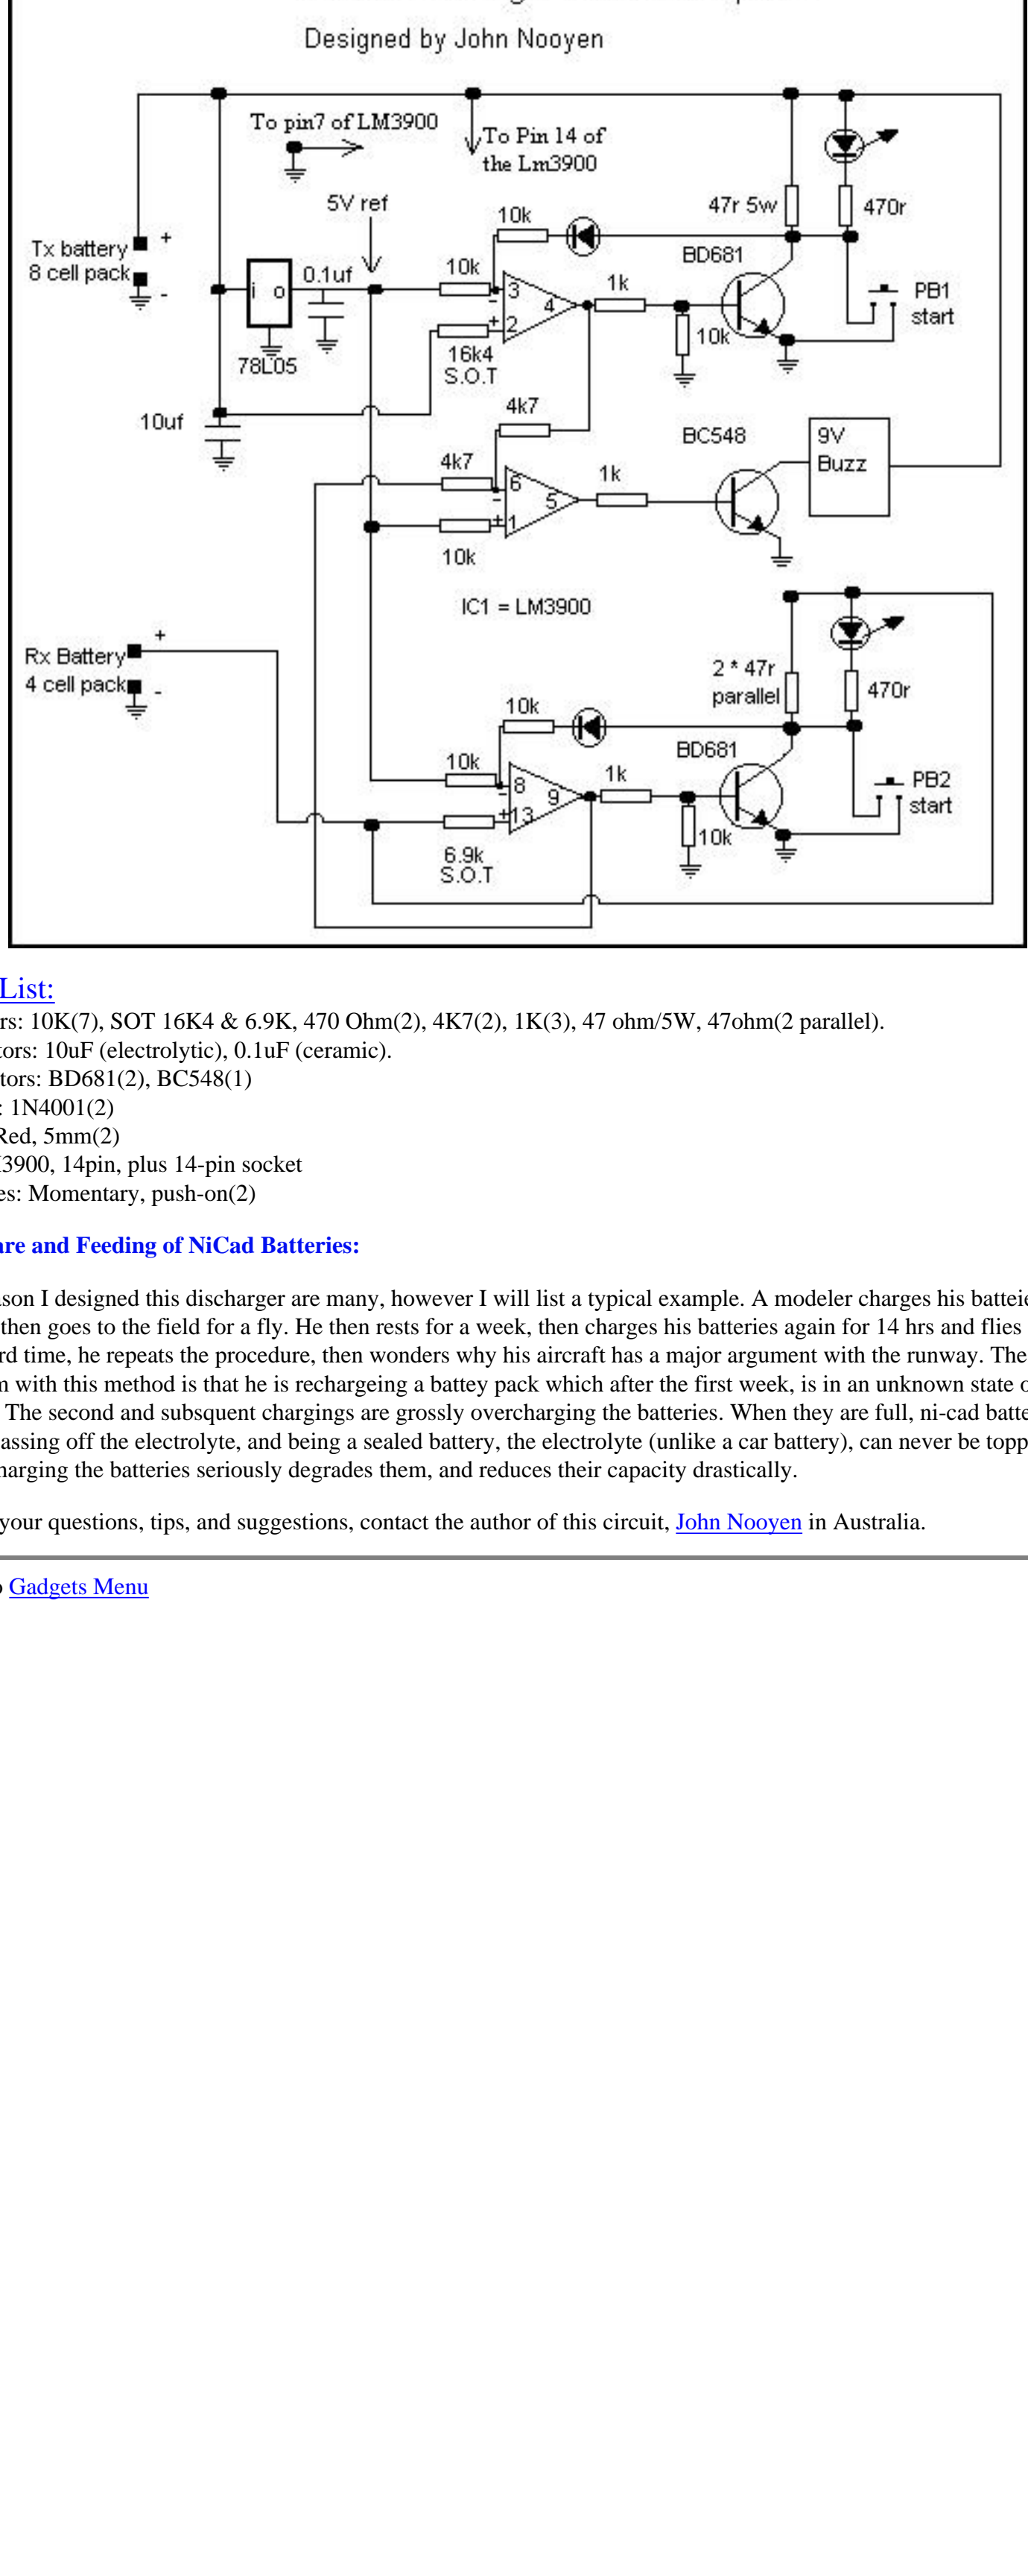 Designed by John Nooyen
To pin7 of LM3900
To Pin 14 of
the Lm3900
5V ref
10k
47r 5w
470r
Tx battery
8 cell pack
+
-
i o
0.1uf
10k
3
-
4
1k
BD681
PB1
start
+
2
10k
78L05
16k4
S.O.T
10uf
4k7
BC548
9V
Buzz
4k7
6
-
5
1k
+
1
10k
IC1 = LM3900
Rx Battery
4 cell pack
+
-
2 * 47r
parallel
470r
10k
BD681
10k
8
-
9
1k
PB2
start
+
13
10k
6.9k
S.O.T
List:
rs: 10K(7), SOT 16K4 & 6.9K, 470 Ohm(2), 4K7(2), 1K(3), 47 ohm/5W, 47ohm(2 parallel).
tors: 10uF (electrolytic), 0.1uF (ceramic).
tors: BD681(2), BC548(1)
: 1N4001(2)
Red, 5mm(2)
3900, 14pin, plus 14-pin socket
es: Momentary, push-on(2)
are and Feeding of NiCad Batteries:
ason I designed this discharger are many, however I will list a typical example. A modeler charges his batteie
then goes to the field for a fly. He then rests for a week, then charges his batteries again for 14 hrs and flies
rd time, he repeats the procedure, then wonders why his aircraft has a major argument with the runway. The
n with this method is that he is rechargeing a battey pack which after the first week, is in an unknown state o
The second and subsquent chargings are grossly overcharging the batteries. When they are full, ni-cad batte
assing off the electrolyte, and being a sealed battery, the electrolyte (unlike a car battery), can never be topp
harging the batteries seriously degrades them, and reduces their capacity drastically.
your questions, tips, and suggestions, contact the author of this circuit, John Nooyen in Australia.
o Gadgets Menu